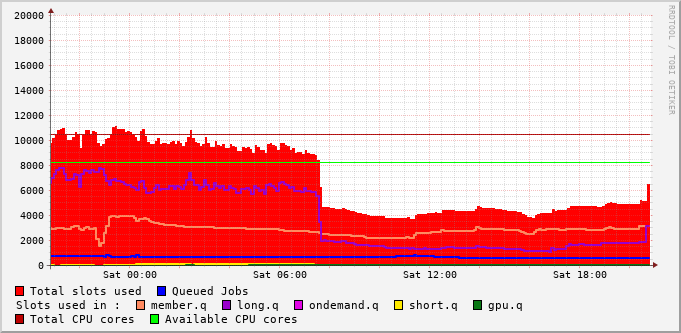 RRDTOOL / TOBI OETIKER
20000
18000
16000
14000
12000
10000
8000
6000
4000
2000
0
Sat 00:00 Sat 06:00 Sat 12:00 Sat 18:00
Total slots used Queued Jobs
Slots used in : member.q long.q ondemand.q short.q gpu.q
Total CPU cores Available CPU cores